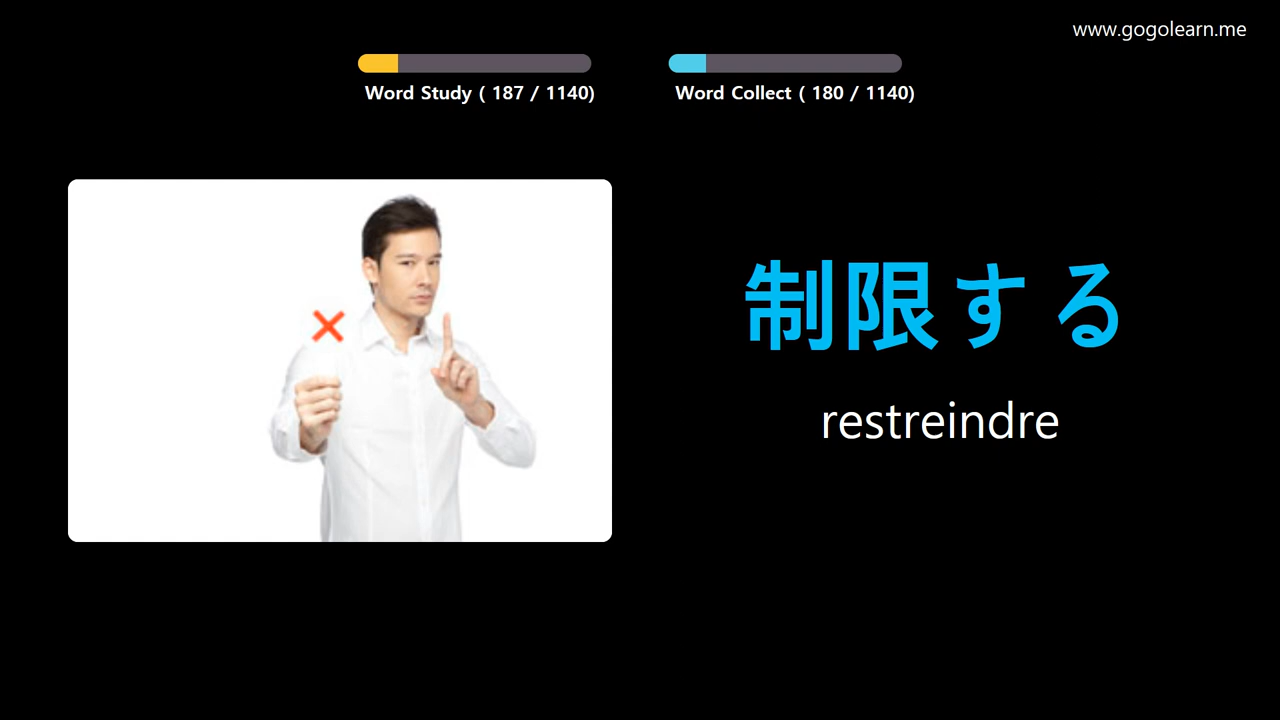 www.gogolearn.me
Word Study ( 187 / 1140)
Word Collect ( 180 / 1140)
制限する
restreindre